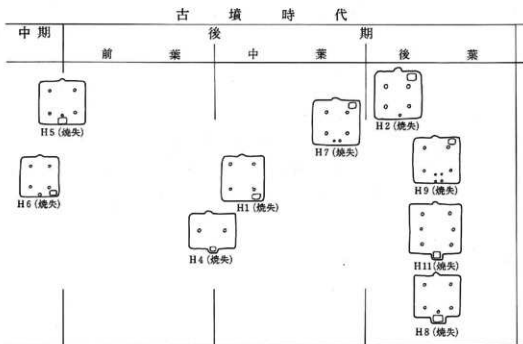 古墳時代
中期 後期
前葉 中葉 後葉
H5(焼失)
H2(焼失)
H7(焼失)
H9(焼失)
H6(焼失)
H1(焼失)
H4(焼失)
H11(焼失)
H8(焼失)